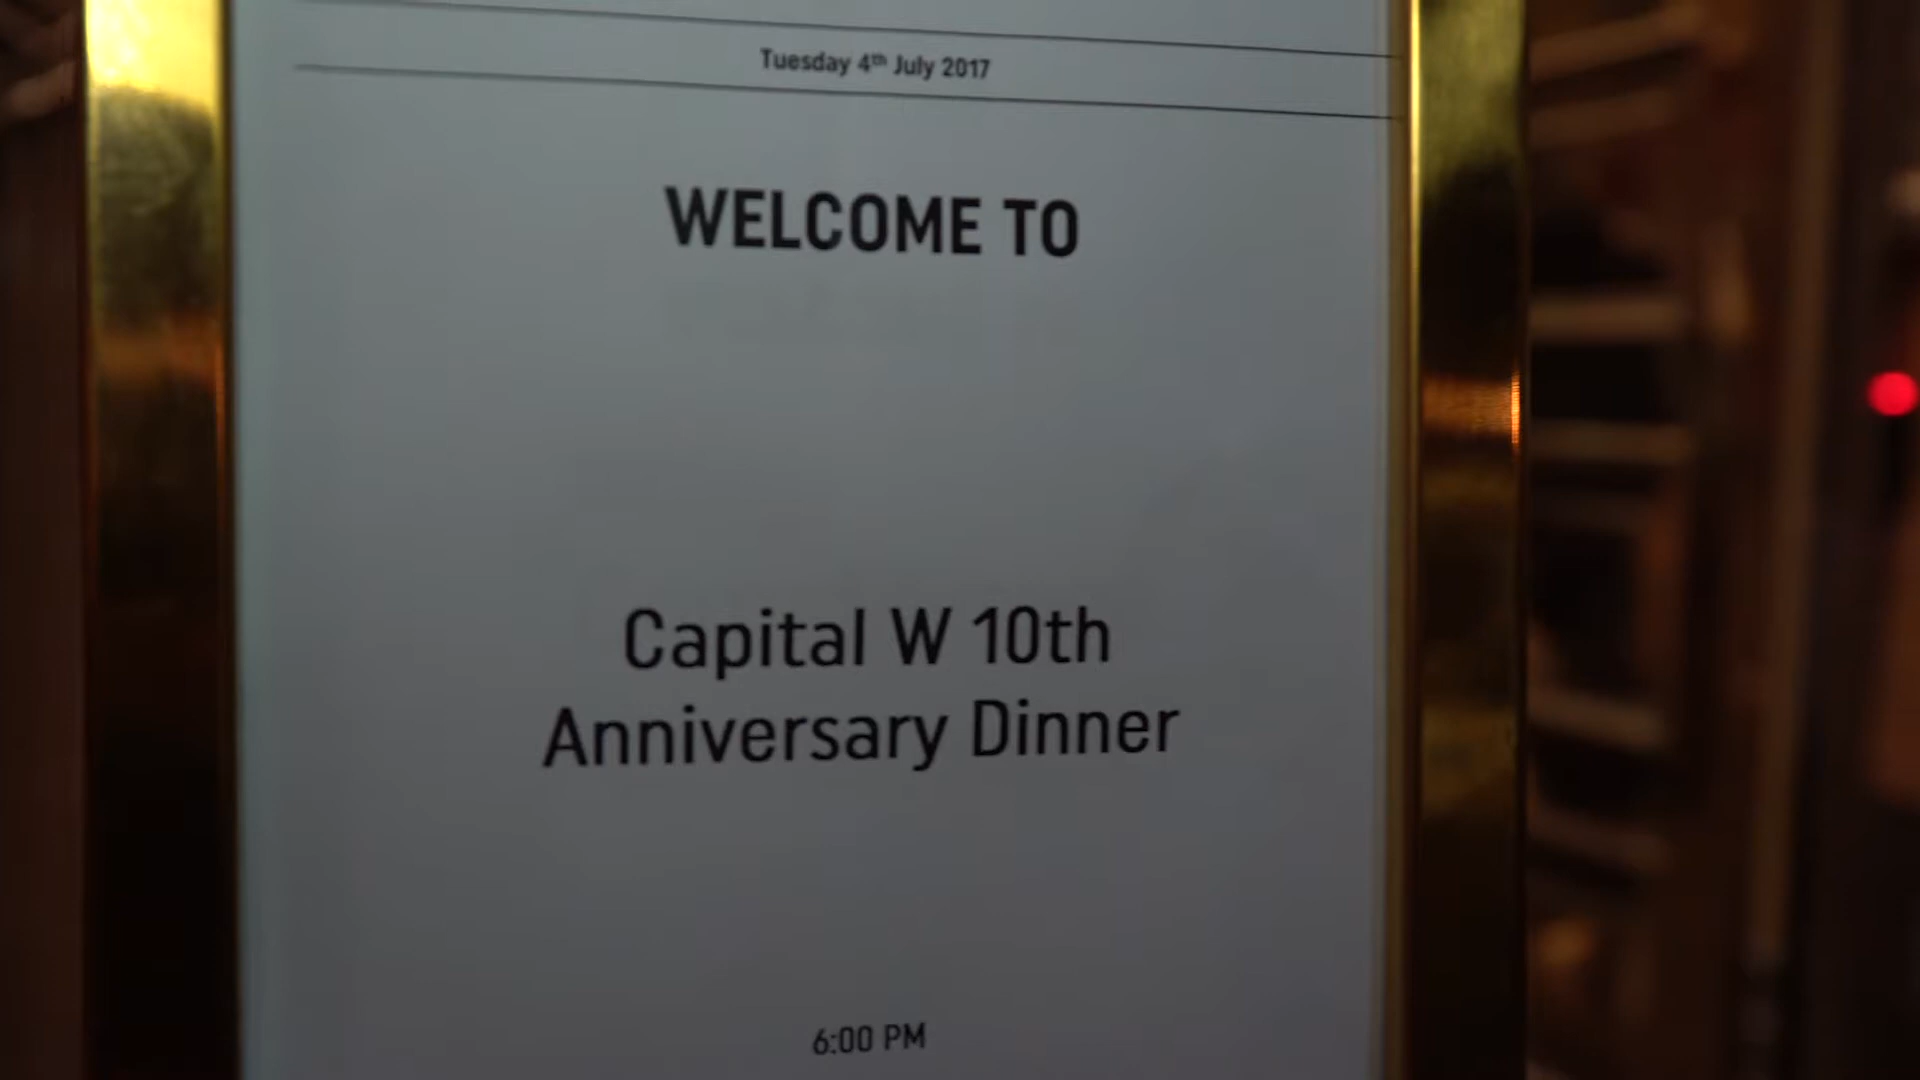 Tuesday 4th July 2017
WELCOME TO
Capital W 10th
Anniversary Dinner
6:00 PM